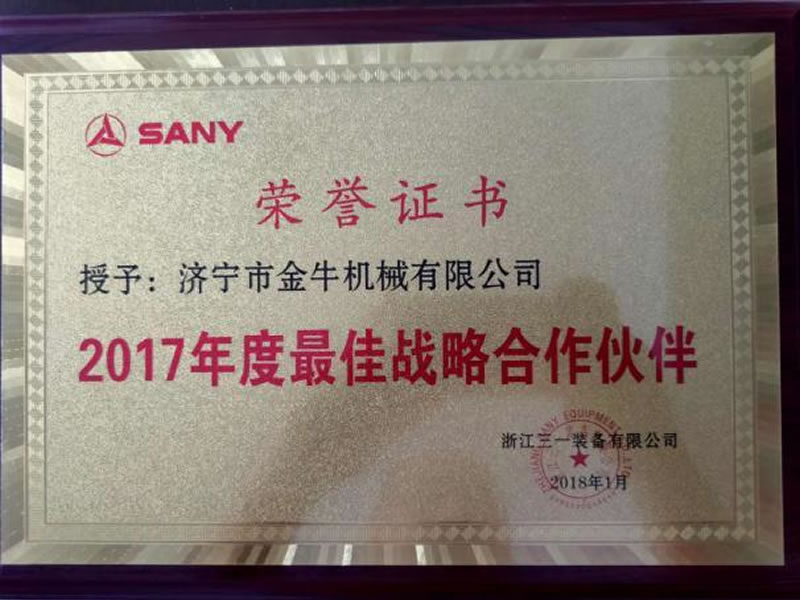 SANY
荣誉证书
授予：济宁市金牛机械有限公司
2017年度最佳战略合作伙伴
浙江三一装备有限公司
2018年1月